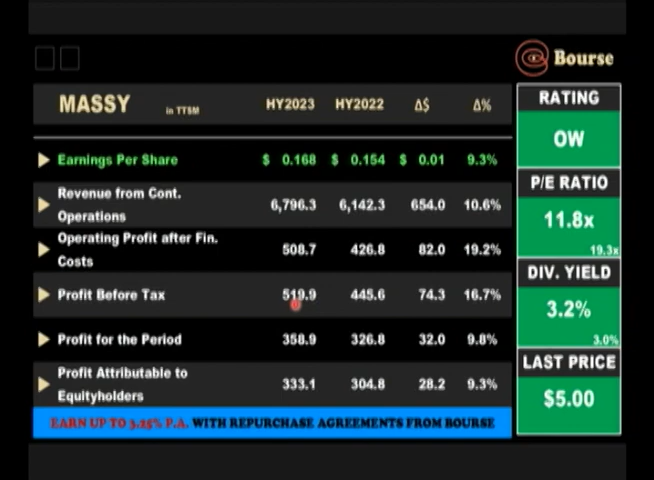 Bourse
MASSY in TT$M HY2023 HY2022 Δ$ Δ%
Earnings Per Share $ 0.168 $ 0.154 $ 0.01 9.3%
Revenue from Cont.
Operations 6,796.3 6,142.3 654.0 10.6%
Operating Profit after Fin.
Costs 508.7 426.8 82.0 19.2%
Profit Before Tax 519.9 445.6 74.3 16.7%
Profit for the Period 358.9 326.8 32.0 9.8%
Profit Attributable to
Equityholders 333.1 304.8 28.2 9.3%
EARN UP TO 3.25% P.A. WITH REPURCHASE AGREEMENTS FROM BOURSE
RATING
OW
P/E RATIO
11.8x
19.3x
DIV. YIELD
3.2%
3.0%
LAST PRICE
$5.00